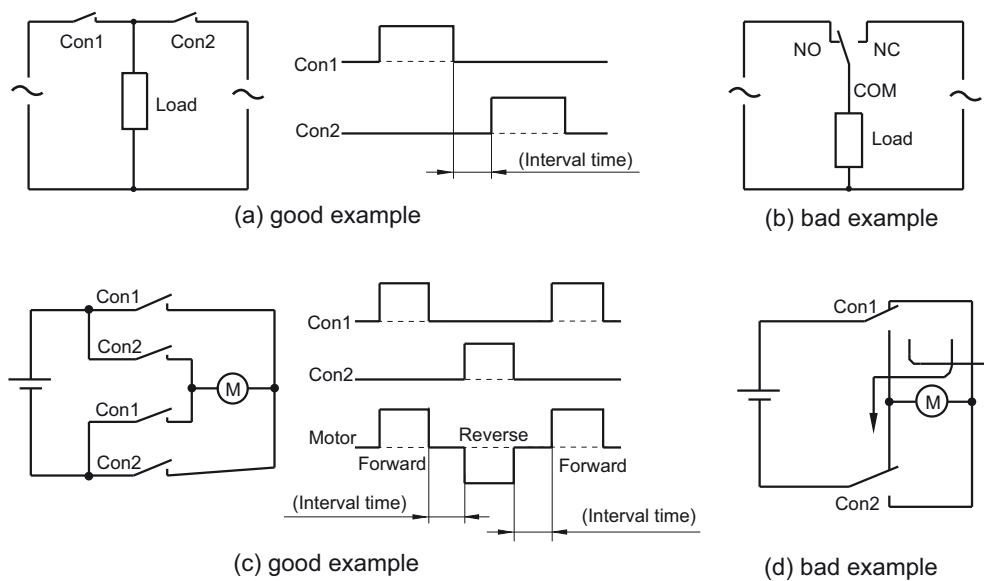 Con1
Con2
Load
Con1
Con2
(Interval time)
(a) good example
NO
NC
COM
Load
(b) bad example
Con1
Con2
Con1
Con2
M
Con1
Con2
Motor
Reverse
Forward
Forward
(Interval time)
(Interval time)
(c) good example
Con1
M
Con2
(d) bad example